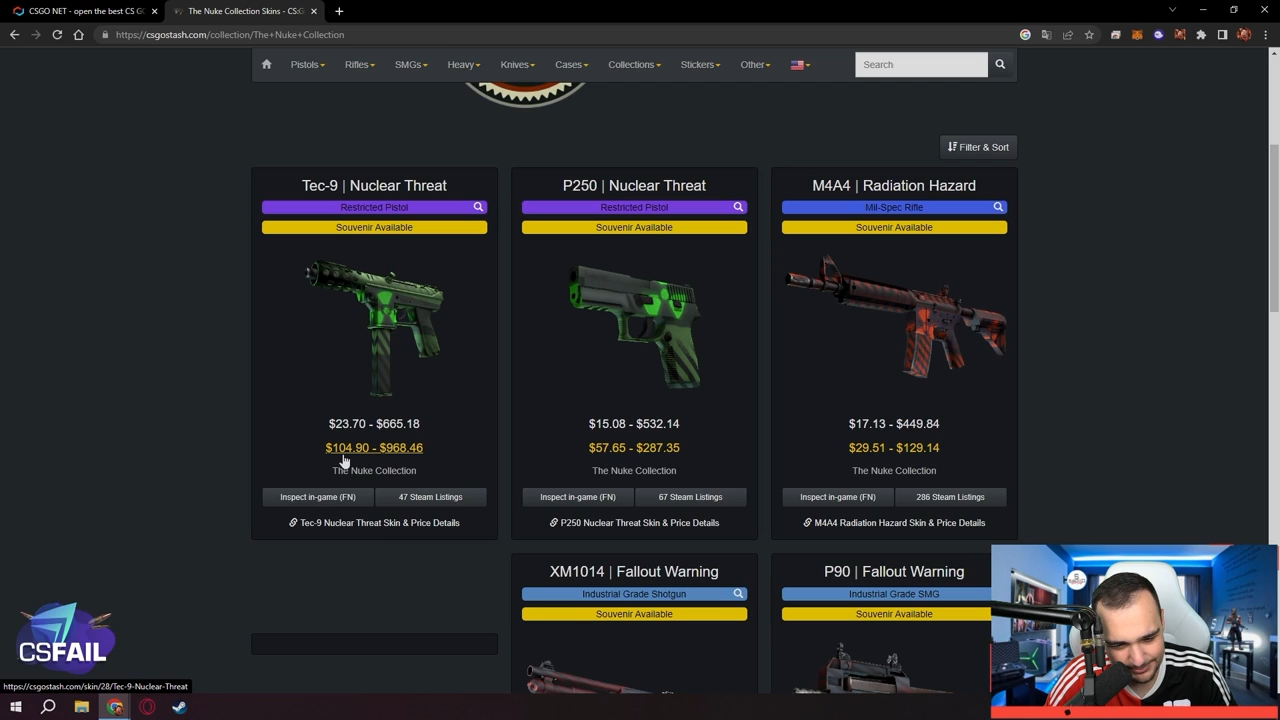 CSGO NET - open the best CS G
The Nuke Collection Skins - CS:G
https://csgostash.com/collection/The+Nuke+Collection
Pistols
Rifles
SMGs
Heavy
Knives
Cases
Collections
Stickers
Other
Search
Filter & Sort
Tec-9 | Nuclear Threat
Restricted Pistol
Souvenir Available
$23.70 - $665.18
$104.90 - $968.46
The Nuke Collection
Inspect in-game (FN)
47 Steam Listings
Tec-9 Nuclear Threat Skin & Price Details
P250 | Nuclear Threat
Restricted Pistol
Souvenir Available
$15.08 - $532.14
$57.65 - $287.35
The Nuke Collection
Inspect in-game (FN)
67 Steam Listings
P250 Nuclear Threat Skin & Price Details
M4A4 | Radiation Hazard
Mil-Spec Rifle
Souvenir Available
$17.13 - $449.84
$29.51 - $129.14
The Nuke Collection
Inspect in-game (FN)
286 Steam Listings
M4A4 Radiation Hazard Skin & Price Details
XM1014 | Fallout Warning
Industrial Grade Shotgun
Souvenir Available
P90 | Fallout Warning
Industrial Grade SMG
Souvenir Available
CSFAIL
https://csgostash.com/skin/28/Tec-9-Nuclear-Threat